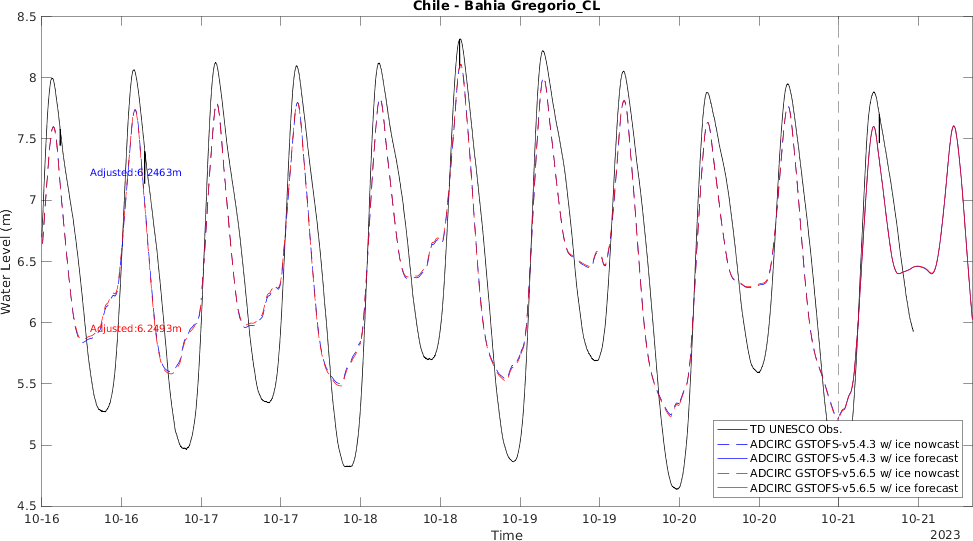 Chile - Bahia Gregorio_CL
8.5
8
7.5
7
6.5
6
5.5
5
4.5
Water Level (m)
Adjusted:6.2463m
Adjusted:6.2493m
TD UNESCO Obs.
ADCIRC GSTOFS-v5.4.3 w/ ice nowcast
ADCIRC GSTOFS-v5.4.3 w/ ice forecast
ADCIRC GSTOFS-v5.6.5 w/ ice nowcast
ADCIRC GSTOFS-v5.6.5 w/ ice forecast
10-16 10-16 10-17 10-17 10-18 10-18 10-19 10-19 10-20 10-20 10-21 10-21
Time
2023